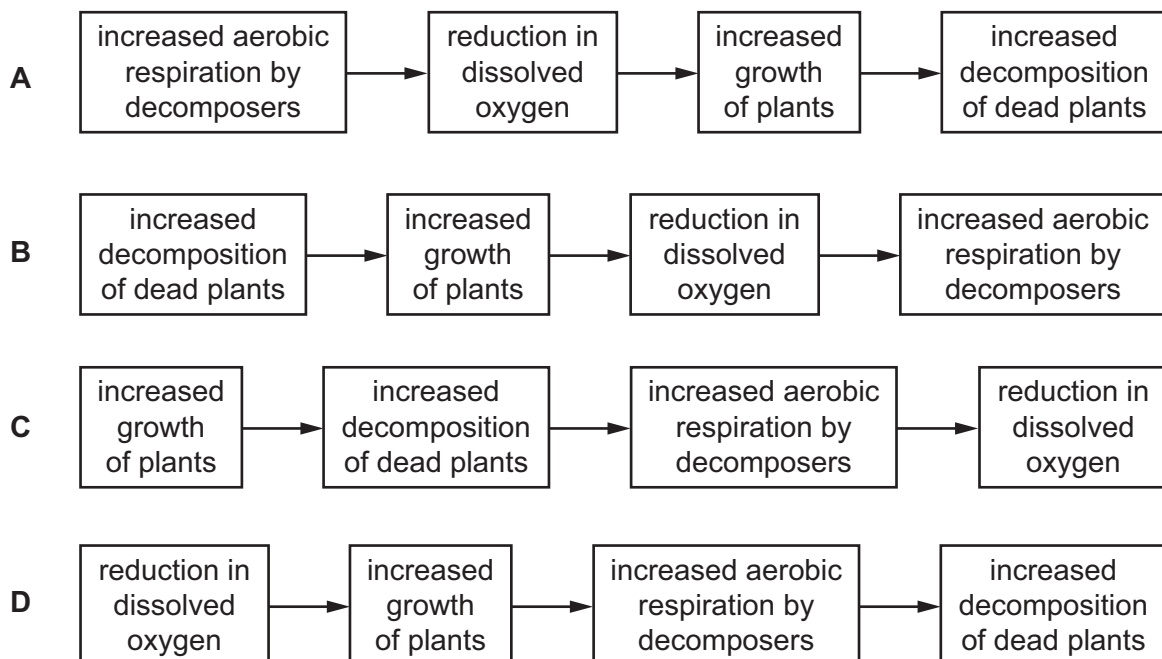 A
increased aerobic
respiration by
decomposers
reduction in
dissolved
oxygen
increased
growth
of plants
increased
decomposition
of dead plants
B
increased
decomposition
of dead plants
increased
growth
of plants
reduction in
dissolved
oxygen
increased aerobic
respiration by
decomposers
C
increased
growth
of plants
increased
decomposition
of dead plants
increased aerobic
respiration by
decomposers
reduction in
dissolved
oxygen
D
reduction in
dissolved
oxygen
increased
growth
of plants
increased aerobic
respiration by
decomposers
increased
decomposition
of dead plants